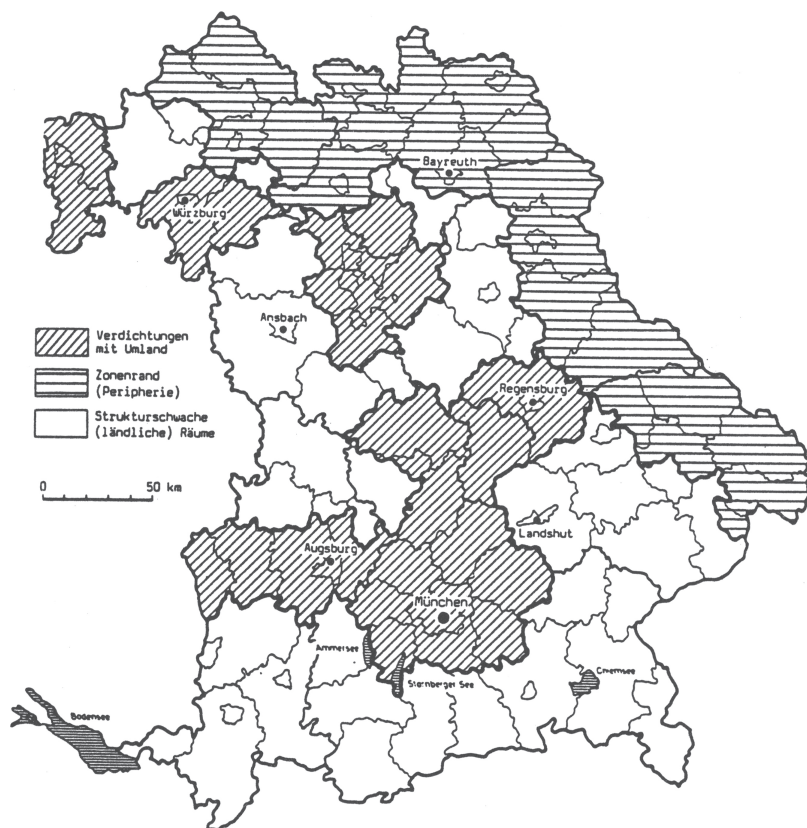 Bayreuth
Würzburg
Ansbach
Verdichtungen
mit Umland
Zonenrand
(Peripherie)
Strukturschwache
(ländliche) Räume
0 50 km
Regensburg
Landshut
Augsburg
München
Ammersee
Starnberger See
Chiemsee
Bodensee